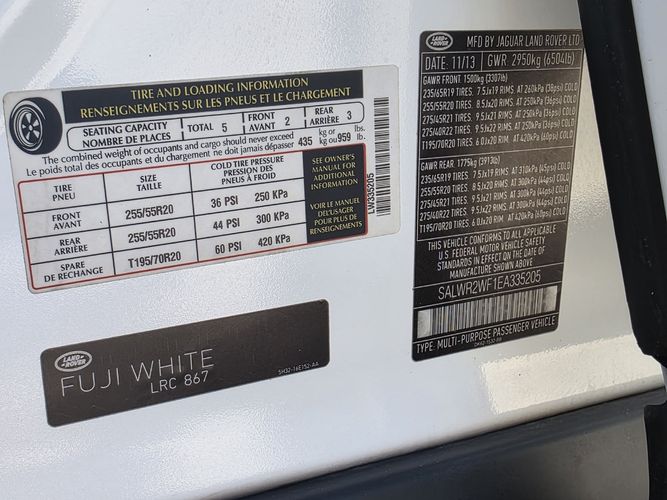 TIRE AND LOADING INFORMATION
RENSEIGNEMENTS SUR LES PNEUS ET LE CHARGEMENT
SEATING CAPACITY
NOMBRE DE PLACES
TOTAL 5
FRONT
AVANT 2
REAR
ARRIÈRE 3
The combined weight of occupants and cargo should never exceed 435 kg or 959 lbs.
Le poids total des occupants et du chargement ne doit jamais dépasser kg ou lb.
TIRE
PNEU
SIZE
TAILLE
COLD TIRE PRESSURE
PRESSION DES
PNEUS À FROID
FRONT
AVANT
255/55R20
36 PSI 250 KPa
REAR
ARRIÈRE
255/55R20
44 PSI 300 KPa
SPARE
DE RECHANGE
T195/70R20
60 PSI 420 KPa
SEE OWNER'S
MANUAL FOR
ADDITIONAL
INFORMATION
VOIR LE MANUEL
DE L'USAGER
POUR PLUS DE
RENSEIGNEMENTS
LW335205
LAND
ROVER
FUJI WHITE
LRC 867
LAND
ROVER
MFD BY JAGUAR LAND ROVER LTD
DATE: 11/13 GWR 2950kg (6504lb)
GAWR FRONT. 1500kg (3307lb)
235/65R19 TIRES. 7.5Jx19 RIMS. AT 260kPA (38psi) COLD
255/55R20 TIRES. 8.5Jx20 RIMS. AT 250kPA (36psi) COLD
275/45R21 TIRES. 9.5Jx21 RIMS. AT 250kPA (36psi) COLD
275/40R22 TIRES. 9.5Jx22 RIMS. AT 250kPA (36psi) COLD
T195/70R20 TIRES. 6.0Jx20 RIMS. AT 420kPA (60psi) COLD
GAWR REAR. 1775kg (3913lb)
235/65R19 TIRES. 7.5Jx19 RIMS. AT 310kPA (45psi) COLD
255/55R20 TIRES. 8.5Jx20 RIMS. AT 300kPA (44psi) COLD
275/45R21 TIRES. 9.5Jx21 RIMS. AT 300kPA (44psi) COLD
275/40R22 TIRES. 9.5Jx22 RIMS. AT 300kPA (44psi) COLD
T195/70R20 TIRES. 6.0Jx20 RIMS. AT 420kPA (60psi) COLD
THIS VEHICLE CONFORMS TO ALL APPLICABLE
U.S. FEDERAL MOTOR VEHICLE SAFETY
STANDARDS IN EFFECT ON THE DATE OF
MANUFACTURE SHOWN ABOVE.
SALWR2WF1EA335205
TYPE: MULTI-PURPOSE PASSENGER VEHICLE